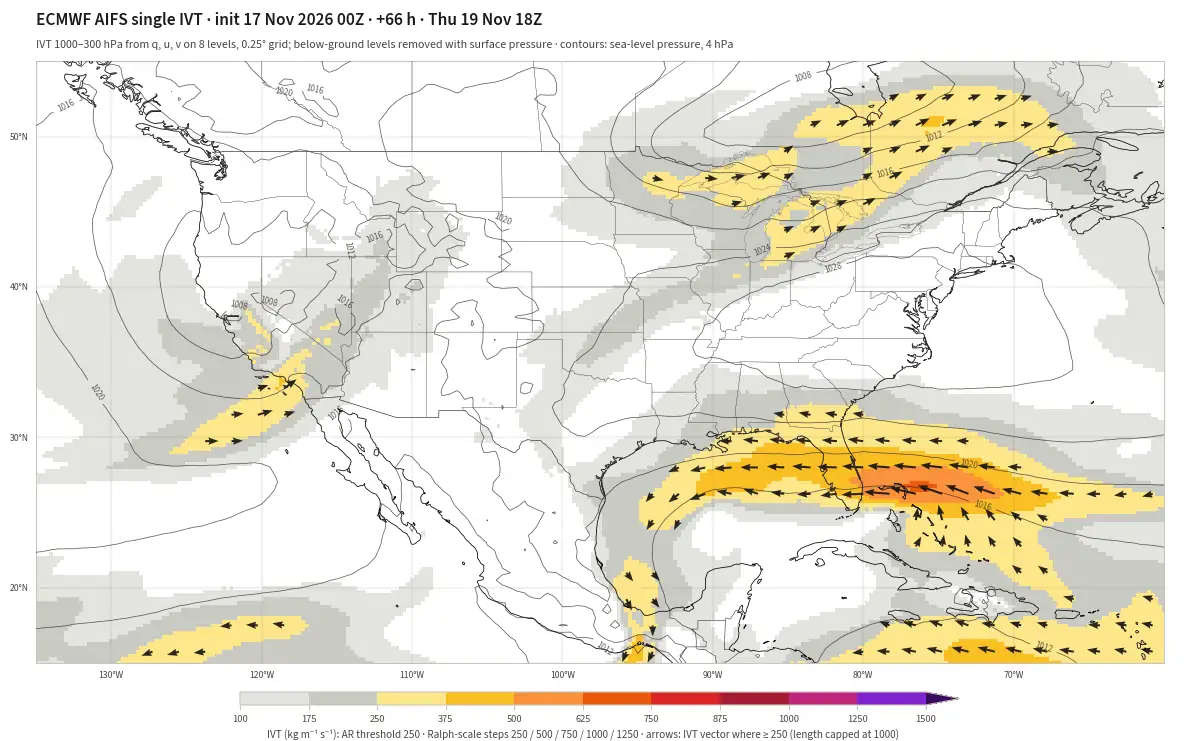 ECMWF AIFS single IVT · init 17 Nov 2026 00Z · +66 h · Thu 19 Nov 18Z
IVT 1000–300 hPa from q, u, v on 8 levels, 0.25° grid; below-ground levels removed with surface pressure · contours: sea-level pressure, 4 hPa
1008
1020
1016
1016
50°N
1012
1016
1020
1016
1012
1024
1028
40°N
1008
1008
1016
1020
1016
30°N
1020
1016
20°N
1012
1012
130°W 120°W 110°W 100°W 90°W 80°W 70°W
100 175 250 375 500 625 750 875 1000 1250 1500
IVT (kg m⁻¹ s⁻¹): AR threshold 250 · Ralph-scale steps 250 / 500 / 750 / 1000 / 1250 · arrows: IVT vector where ≥ 250 (length capped at 1000)